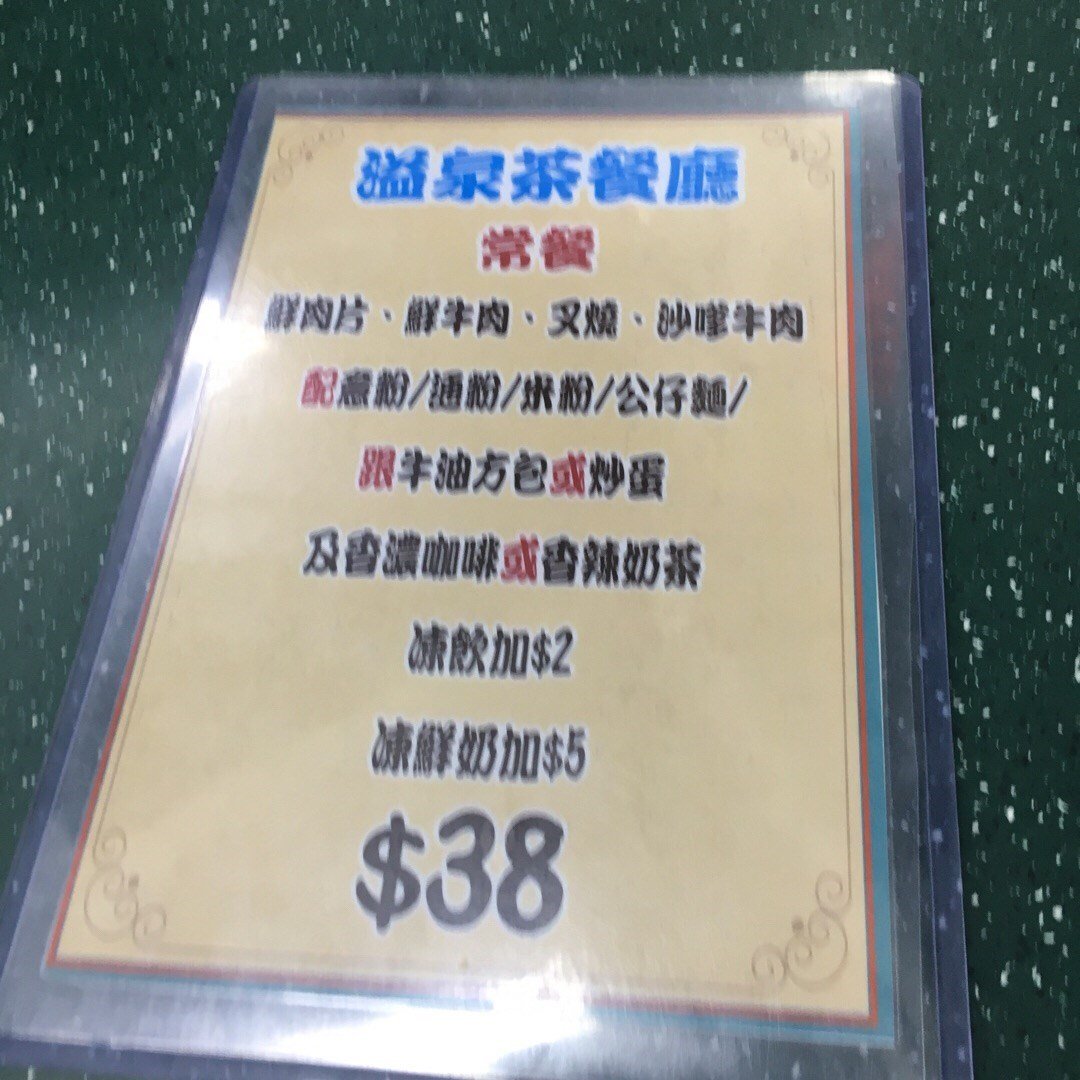 溢泉茶餐廳
常餐
鮮肉片、鮮牛肉、叉燒、沙嗲牛肉
配意粉/通粉/米粉/公仔麵/
跟牛油方包或炒蛋
及香濃咖啡或香辣奶茶
凍飲加$2
凍鮮奶加$5
$38